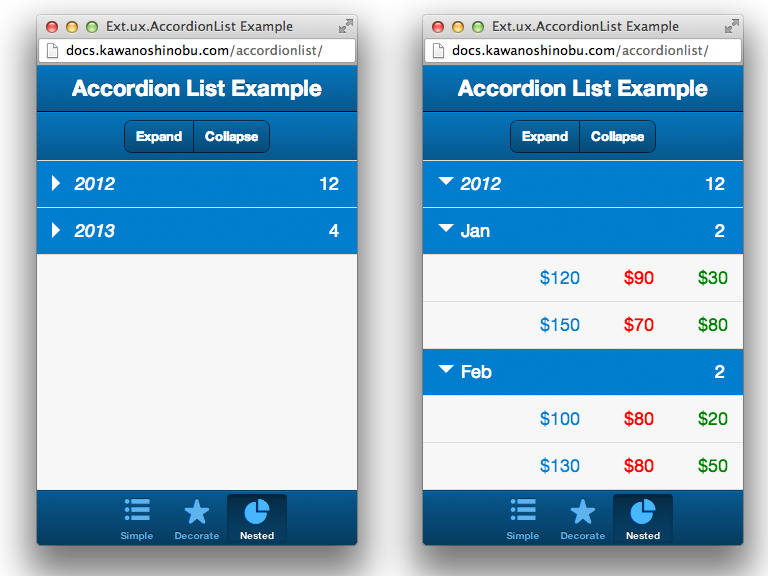 Ext.ux.AccordionList Example
docs.kawanoshinobu.com/accordionlist/
Accordion List Example
Expand Collapse
2012 12
2013 4
Simple Decorate Nested
Ext.ux.AccordionList Example
docs.kawanoshinobu.com/accordionlist/
Accordion List Example
Expand Collapse
2012 12
Jan 2
$120 $90 $30
$150 $70 $80
Feb 2
$100 $80 $20
$130 $80 $50
Simple Decorate Nested